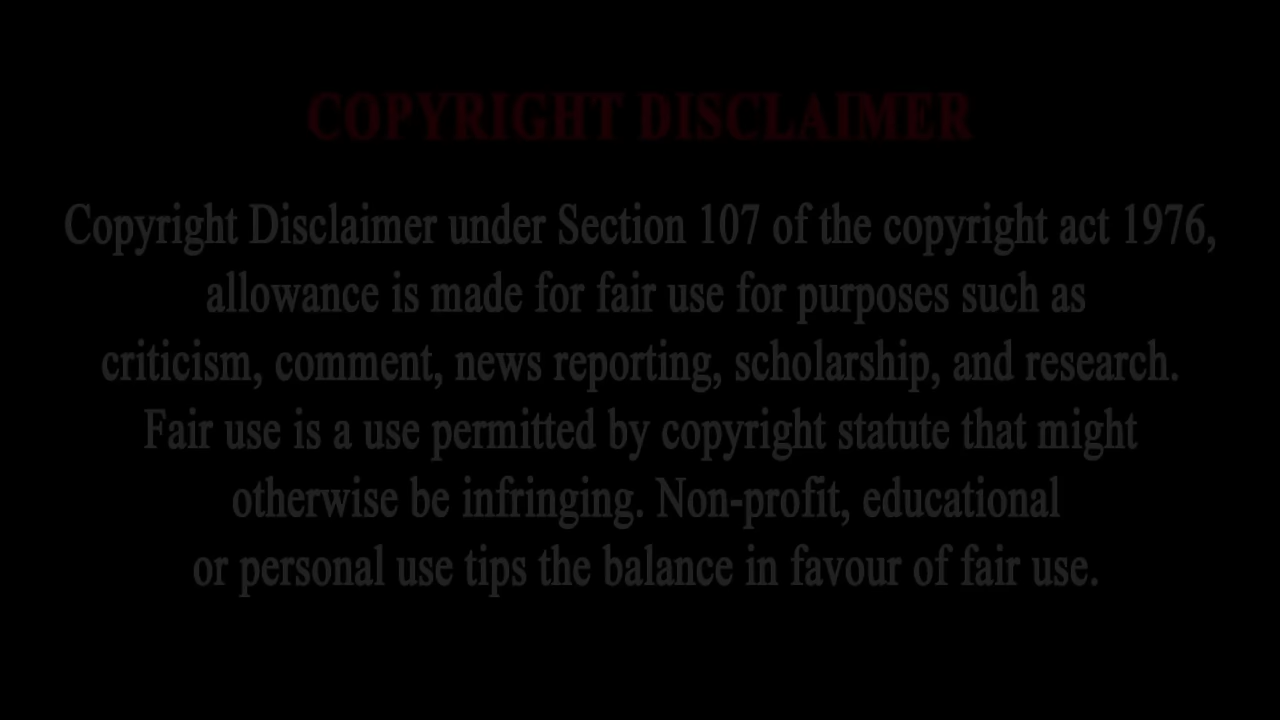 COPYRIGHT DISCLAIMER
Copyright Disclaimer under Section 107 of the copyright act 1976,
allowance is made for fair use for purposes such as
criticism, comment, news reporting, scholarship, and research.
Fair use is a use permitted by copyright statute that might
otherwise be infringing. Non-profit, educational
or personal use tips the balance in favour of fair use.